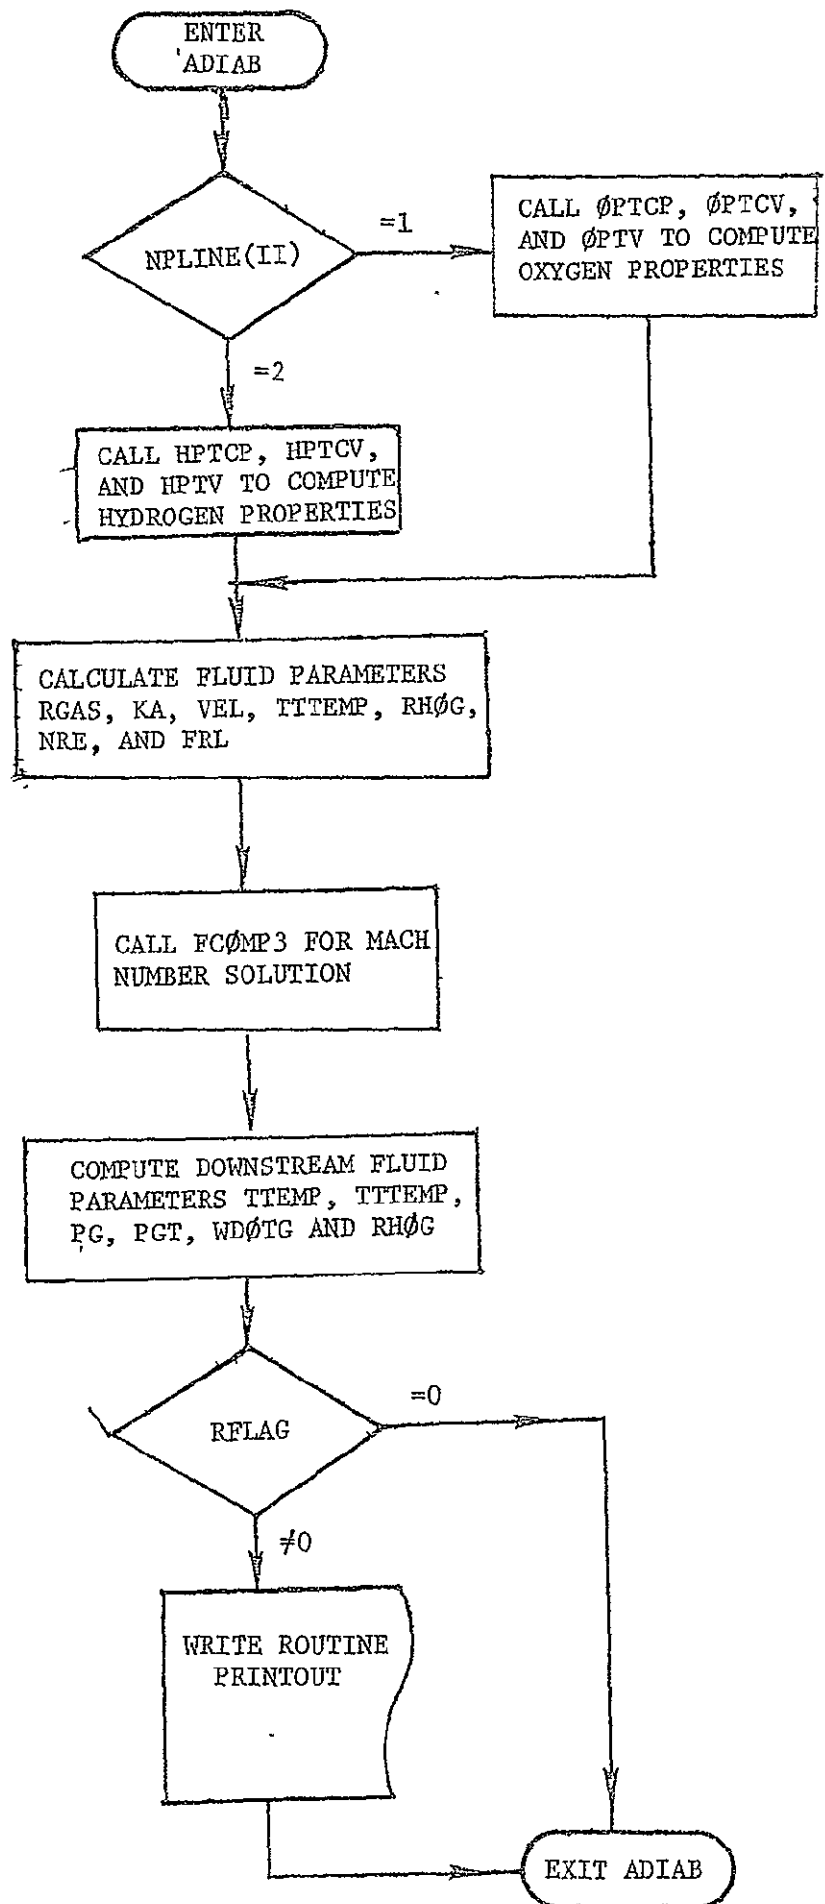 ENTER
ADIAB
NPLINE(II)
=1
CALL ØPTCP, ØPTCV,
AND ØPTV TO COMPUTE
OXYGEN PROPERTIES
=2
CALL HPTCP, HPTCV,
AND HPTV TO COMPUTE
HYDROGEN PROPERTIES
CALCULATE FLUID PARAMETERS
RGAS, KA, VEL, TTTEMP, RHØG,
NRE, AND FRL
CALL FCØMP3 FOR MACH
NUMBER SOLUTION
COMPUTE DOWNSTREAM FLUID
PARAMETERS TTEMP, TTTEMP,
PG, PGT, WDØTG AND RHØG
RFLAG
=0
≠0
WRITE ROUTINE
PRINTOUT
EXIT ADIAB